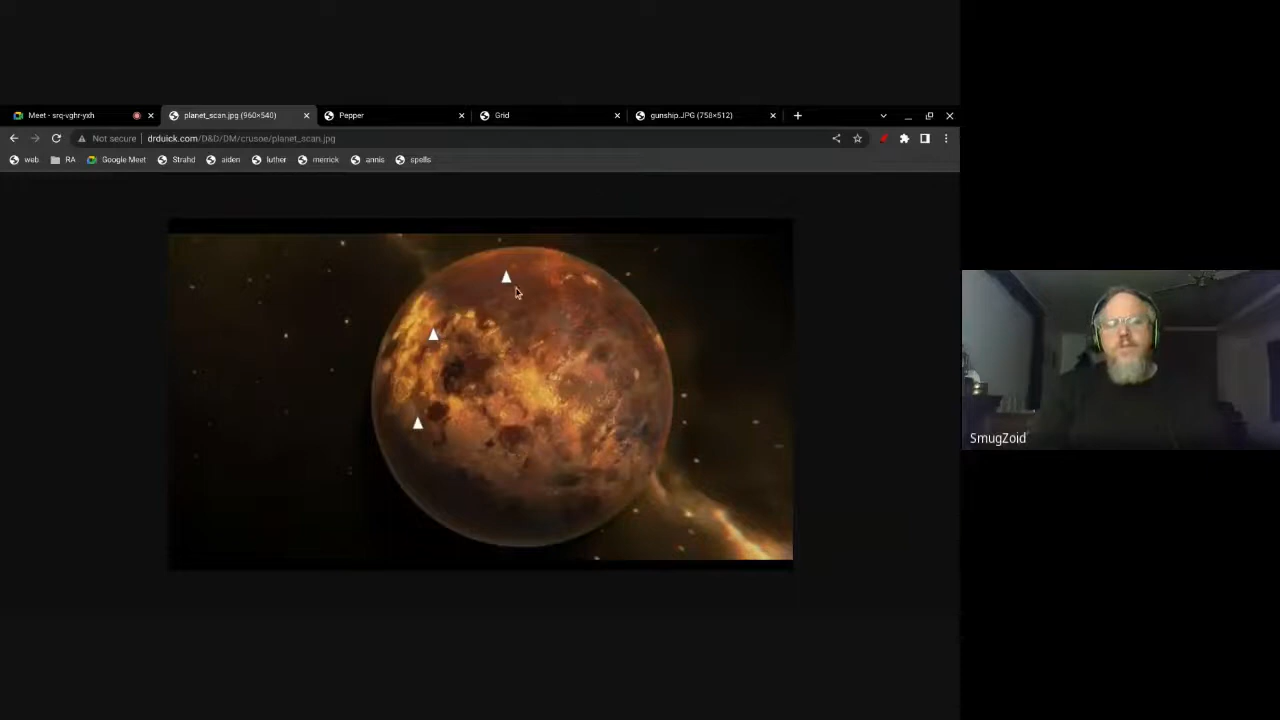 Meet - srq-vghr-yxh
planet_scan.jpg (960×540)
Pepper
Grid
gunship.JPG (758×512)
Not secure
drduick.com/D&D/DM/crusoe/planet_scan.jpg
web
RA
Google Meet
Strahd
aiden
luther
merrick
annis
spells
SmugZoid